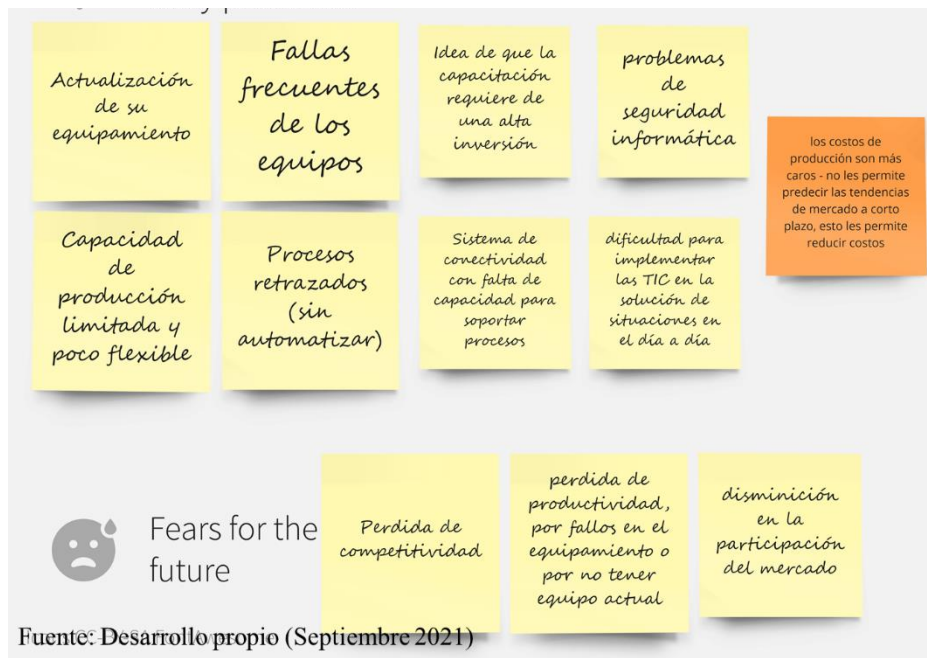 Actualización
de su
equipamiento
Fallas
frecuentes
de los
equipos
Idea de que la
capacitación
requiere de
una alta
inversión
problemas
de
seguridad
informática
los costos de
producción son más
caros - no les permite
predecir las tendencias
de mercado a corto
plazo, esto les permite
reducir costos
Capacidad
de
producción
limitada y
poco flexible
Procesos
retrazados
(sin
automatizar)
Sistema de
conectividad
con falta de
capacidad para
soportar
procesos
dificultad para
implementar
las TIC en la
solución de
situaciones en
el día a día
Fears for the
future
Perdida de
competitividad
perdida de
productividad,
por fallos en el
equipamiento o
por no tener
equipo actual
disminición
en la
participación
del mercado
Fuente: Desarrollo propio (Septiembre 2021)